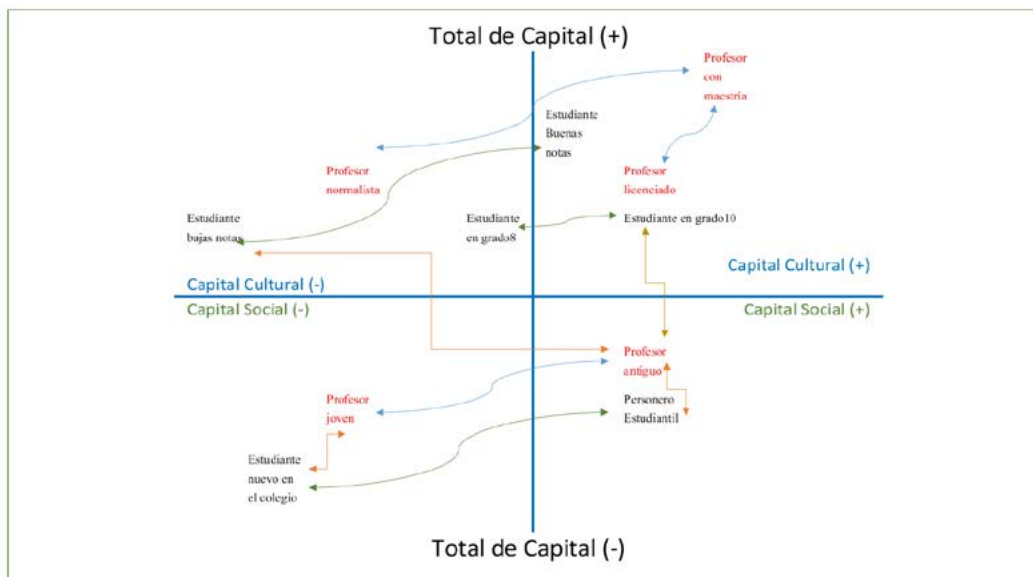 Total de Capital (+)
Profesor
con
maestría
Estudiante
Buenas
notas
Profesor
normalista
Profesor
licenciado
Estudiante
bajas notas
Estudiante
en grado8
Estudiante en grado10
Capital Cultural (-)
Capital Cultural (+)
Capital Social (-)
Capital Social (+)
Profesor
antiguo
Profesor
joven
Personero
Estudiantil
Estudiante
nuevo en
el colegio
Total de Capital (-)